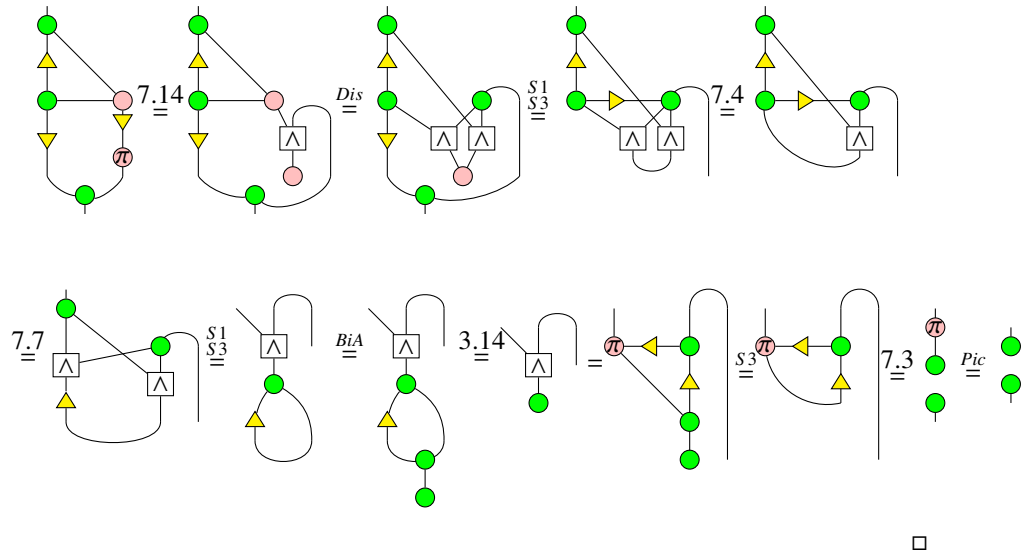 7.14 = Dis = S1 S3 = 7.4 =
π ∧ ∧ ∧ ∧ ∧ ∧
7.7 = S1 S3 = BiA = 3.14 = = S3 = 7.3 = Pic =
∧ ∧ ∧ ∧ ∧ π π π
□